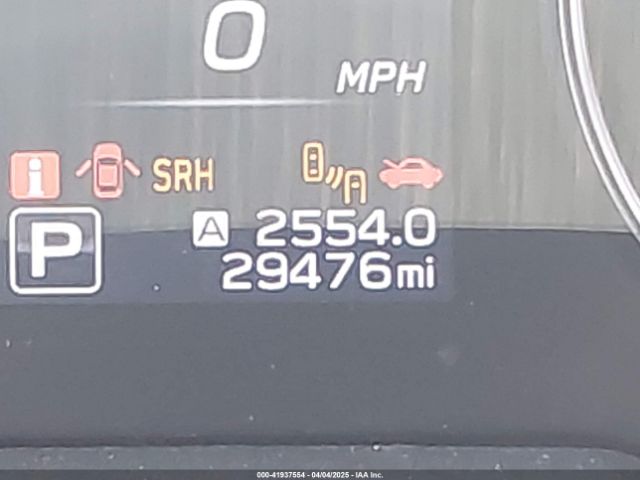 0
MPH
i SRH
P A 2554.0
29476mi
000-41937554 - 04/04/2025 - IAA Inc.